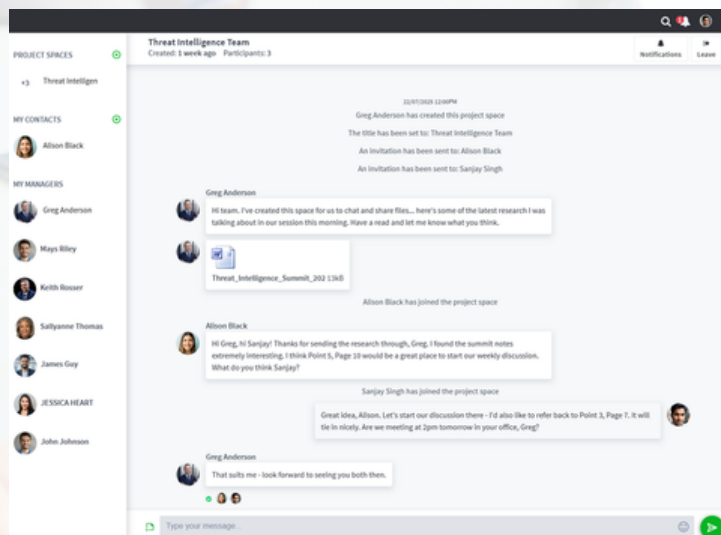 Threat Intelligence Team
Created: 1 week ago Participants: 3
Notifications
Leave
PROJECT SPACES
+3 Threat Intelligen
MY CONTACTS
Alison Black
MY MANAGERS
Greg Anderson
Mays Riley
Keith Rosser
Sallyanne Thomas
James Guy
JESSICA HEART
John Johnson
22/07/2025 12:00PM
Greg Anderson has created this project space
The title has been set to: Threat Intelligence Team
An invitation has been sent to: Alison Black
An invitation has been sent to: Sanjay Singh
Greg Anderson
Hi team. I've created this space for us to chat and share files... here's some of the latest research I was
talking about in our session this morning. Have a read and let me know what you think.
Threat_Intelligence_Summit_202 13kB
Alison Black has joined the project space
Alison Black
Hi Greg, hi Sanjay! Thanks for sending the research through, Greg. I found the summit notes
extremely interesting. I think Point 5, Page 10 would be a great place to start our weekly discussion.
What do you think Sanjay?
Sanjay Singh has joined the project space
Great idea, Alison. Let's start our discussion there - I'd also like to refer back to Point 3, Page 7. It will
tie in nicely. Are we meeting at 2pm tomorrow in your office, Greg?
Greg Anderson
That suits me - look forward to seeing you both then.
Type your message...